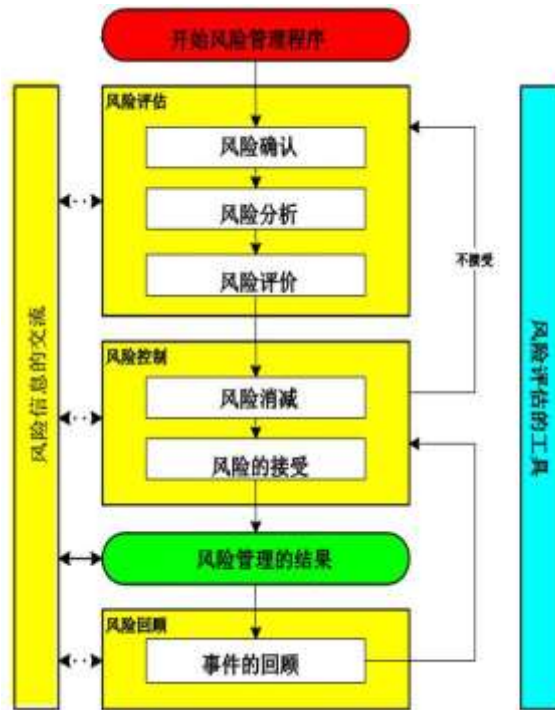 开始风险管理程序
风险评估
风险确认
风险分析
风险评价
不接受
风险控制
风险消减
风险的接受
风险管理的结果
风险回顾
事件的回顾
风险信息的交流
风险评估的工具